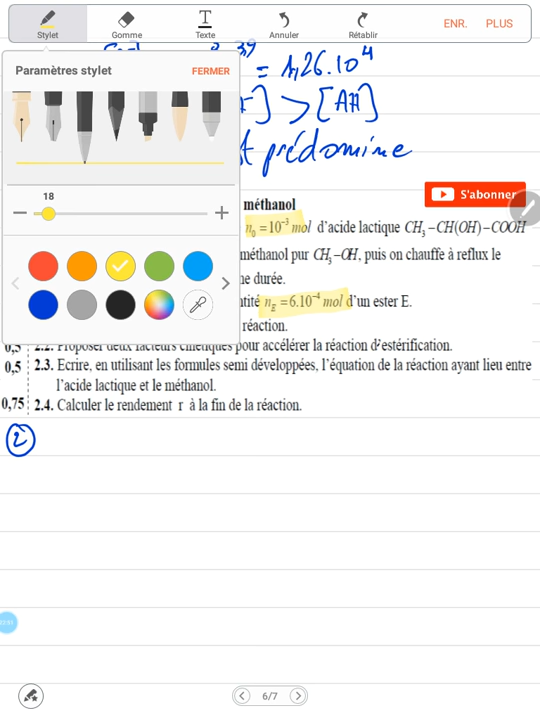 Stylet Gomme Texte Annuler Rétablir ENR. PLUS
Paramètres stylet FERMER
= 1,26.10⁴
] > [AH]
prédomine
18
méthanol
S'abonner
n₀ = 10⁻³ mol d'acide lactique CH₃ – CH(OH) – COOH
méthanol pur CH₃ – OH, puis on chauffe à reflux le
ne durée.
ntité n_E = 6.10⁻⁴ mol d'un ester E.
réaction.
0,5 2.2. Proposer deux facteurs cinétiques pour accélérer la réaction d'estérification.
0,5 2.3. Ecrire, en utilisant les formules semi développées, l'équation de la réaction ayant lieu entre
l'acide lactique et le méthanol.
0,75 2.4. Calculer le rendement r à la fin de la réaction.
2
6/7